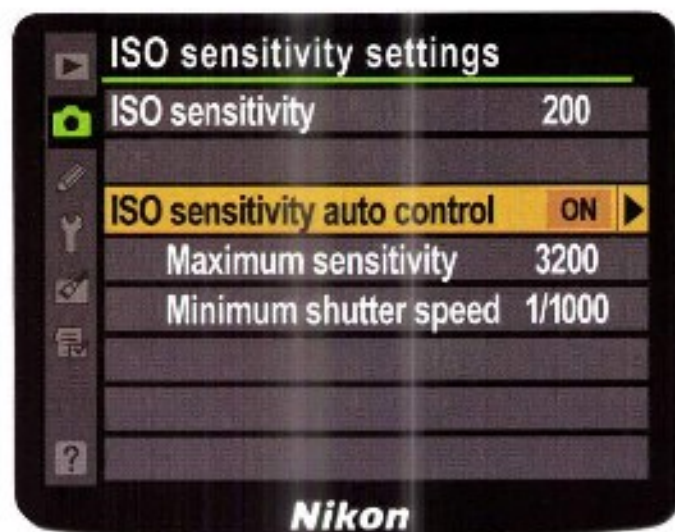 ISO sensitivity settings
ISO sensitivity 200
ISO sensitivity auto control ON
Maximum sensitivity 3200
Minimum shutter speed 1/1000
?
Nikon